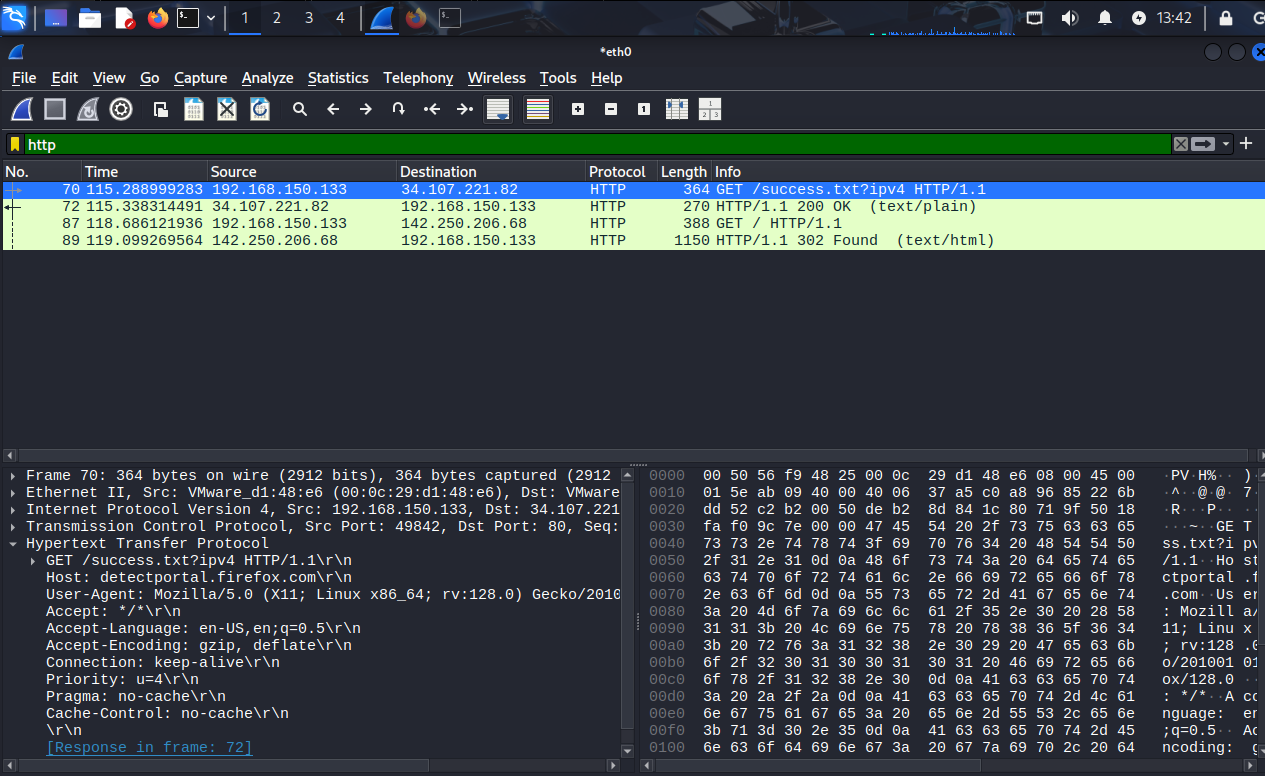 1 2 3 4 13:42
*eth0
File Edit View Go Capture Analyze Statistics Telephony Wireless Tools Help
http
No. Time Source Destination Protocol Length Info
70 115.288999283 192.168.150.133 34.107.221.82 HTTP 364 GET /success.txt?ipv4 HTTP/1.1
72 115.338314491 34.107.221.82 192.168.150.133 HTTP 270 HTTP/1.1 200 OK (text/plain)
87 118.686121936 192.168.150.133 142.250.206.68 HTTP 388 GET / HTTP/1.1
89 119.099269564 142.250.206.68 192.168.150.133 HTTP 1150 HTTP/1.1 302 Found (text/html)
Frame 70: 364 bytes on wire (2912 bits), 364 bytes captured (2912
Ethernet II, Src: VMware_d1:48:e6 (00:0c:29:d1:48:e6), Dst: VMware
Internet Protocol Version 4, Src: 192.168.150.133, Dst: 34.107.221
Transmission Control Protocol, Src Port: 49842, Dst Port: 80, Seq:
Hypertext Transfer Protocol
GET /success.txt?ipv4 HTTP/1.1\r\n
Host: detectportal.firefox.com\r\n
User-Agent: Mozilla/5.0 (X11; Linux x86_64; rv:128.0) Gecko/2010
Accept: */*\r\n
Accept-Language: en-US,en;q=0.5\r\n
Accept-Encoding: gzip, deflate\r\n
Connection: keep-alive\r\n
Priority: u=4\r\n
Pragma: no-cache\r\n
Cache-Control: no-cache\r\n
\r\n
[Response in frame: 72]
0000 00 50 56 f9 48 25 00 0c 29 d1 48 e6 08 00 45 00 ·PV·H%·· )
0010 01 5e ab 09 40 00 40 06 37 a5 c0 a8 96 85 22 6b ·^··@·@· 7
0020 dd 52 c2 b2 00 50 de b2 8d 84 1c 80 71 9f 50 18 ·R···P··
0030 fa f0 9c 7e 00 00 47 45 54 20 2f 73 75 63 63 65 ···~··GE T
0040 73 73 2e 74 78 74 3f 69 70 76 34 20 48 54 54 50 ss.txt?i pv
0050 2f 31 2e 31 0d 0a 48 6f 73 74 3a 20 64 65 74 65 /1.1··Ho st
0060 63 74 70 6f 72 74 61 6c 2e 66 69 72 65 66 6f 78 ctportal .f
0070 2e 63 6f 6d 0d 0a 55 73 65 72 2d 41 67 65 6e 74 .com··Us er
0080 3a 20 4d 6f 7a 69 6c 6c 61 2f 35 2e 30 20 28 58 : Mozill a/
0090 31 31 3b 20 4c 69 6e 75 78 20 78 38 36 5f 36 34 11; Linu x
00a0 3b 20 72 76 3a 31 32 38 2e 30 29 20 47 65 63 6b ; rv:128 .0
00b0 6f 2f 32 30 31 30 30 31 30 31 20 46 69 72 65 66 o/201001 01
00c0 6f 78 2f 31 32 38 2e 30 0d 0a 41 63 63 65 70 74 ox/128.0 ··
00d0 3a 20 2a 2f 2a 0d 0a 41 63 63 65 70 74 2d 4c 61 : */*··A cc
00e0 6e 67 75 61 67 65 3a 20 65 6e 2d 55 53 2c 65 6e nguage: en
00f0 3b 71 3d 30 2e 35 0d 0a 41 63 63 65 70 74 2d 45 ;q=0.5·· Ac
0100 6e 63 6f 64 69 6e 67 3a 20 67 7a 69 70 2c 20 64 ncoding: g